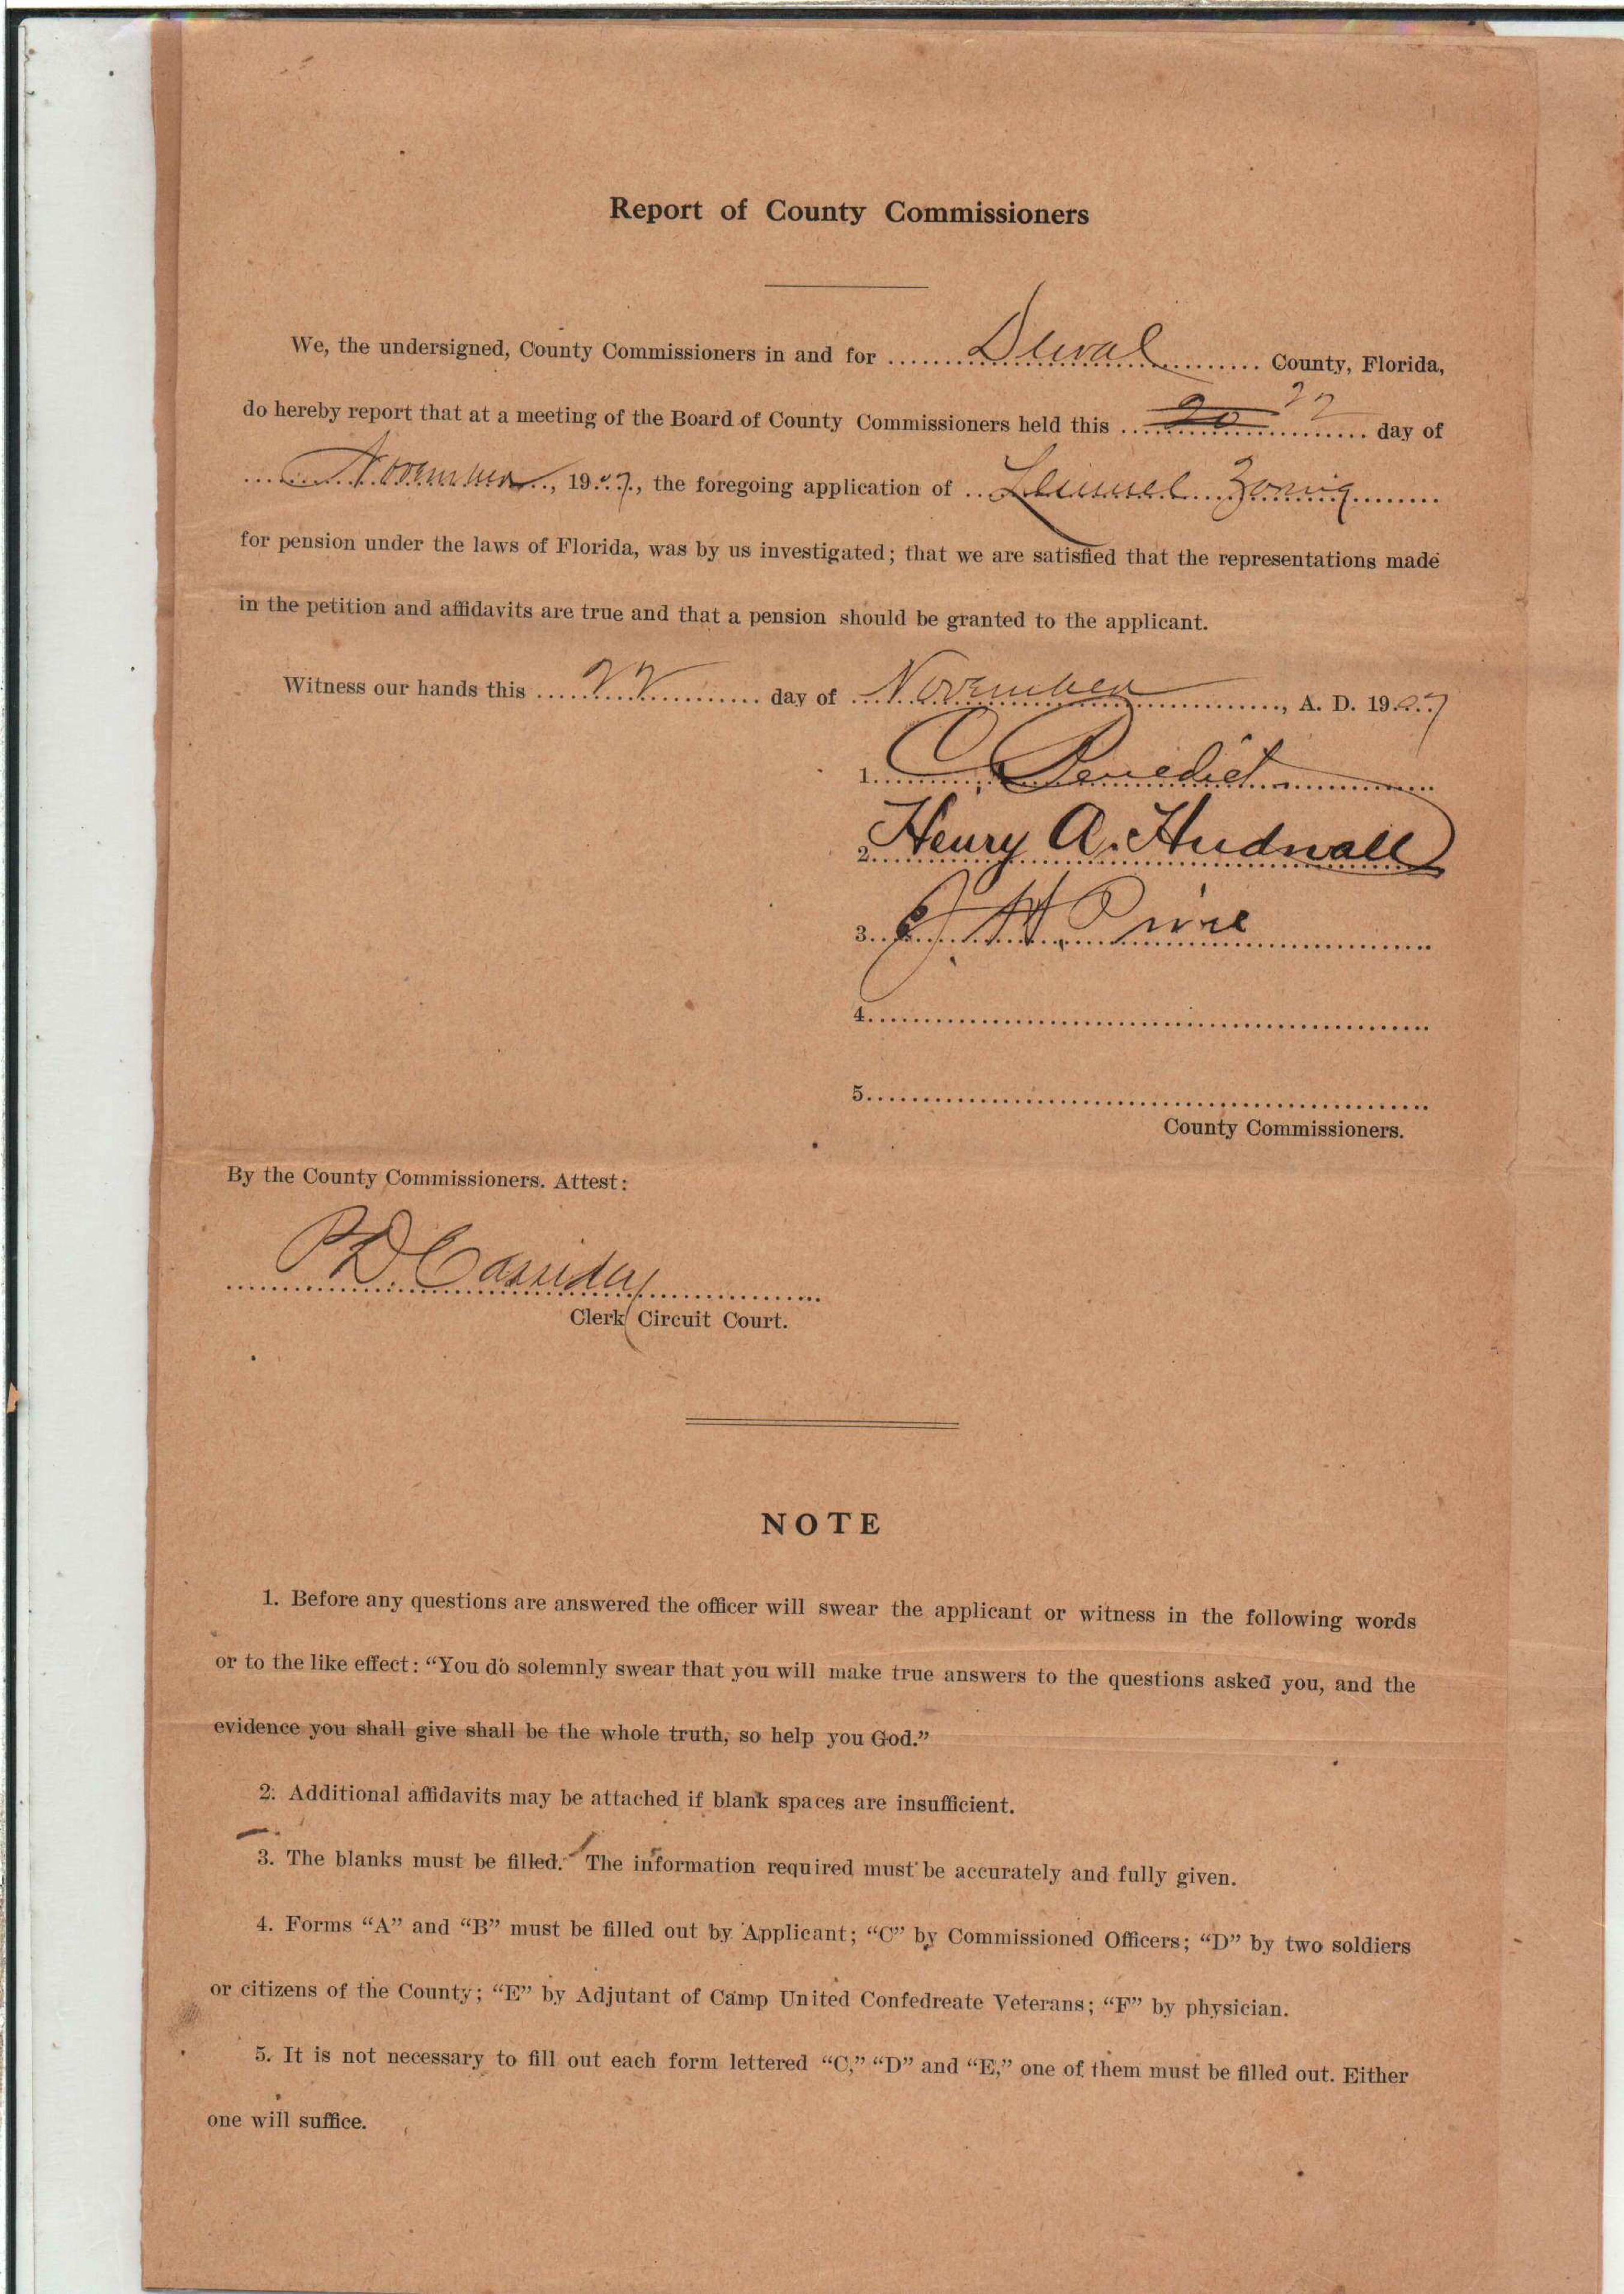 Report of County Commissioners
We, the undersigned, County Commissioners in and for Duval County, Florida,
do hereby report that at a meeting of the Board of County Commissioners held this 22 day of
November, 19.7., the foregoing application of
for pension under the laws of Florida, was by us investigated; that we are satisfied that the representations made
in the petition and affidavits are true and that a pension should be granted to the applicant.
Witness our hands this 22 day of November, A. D. 19
1. Benedict
2. Henry A. Hudnall
3.
4.
5.
County Commissioners.
By the County Commissioners. Attest:
P D Cassidey
Clerk Circuit Court.
NOTE
1. Before any questions are answered the officer will swear the applicant or witness in the following words
or to the like effect: “You do solemnly swear that you will make true answers to the questions asked you, and the
evidence you shall give shall be the whole truth, so help you God.”
2. Additional affidavits may be attached if blank spaces are insufficient.
3. The blanks must be filled. The information required must be accurately and fully given.
4. Forms “A” and “B” must be filled out by Applicant; “C” by Commissioned Officers; “D” by two soldiers
or citizens of the County; “E” by Adjutant of Camp United Confedreate Veterans; “F” by physician.
5. It is not necessary to fill out each form lettered “C,” “D” and “E,” one of them must be filled out. Either
one will suffice.